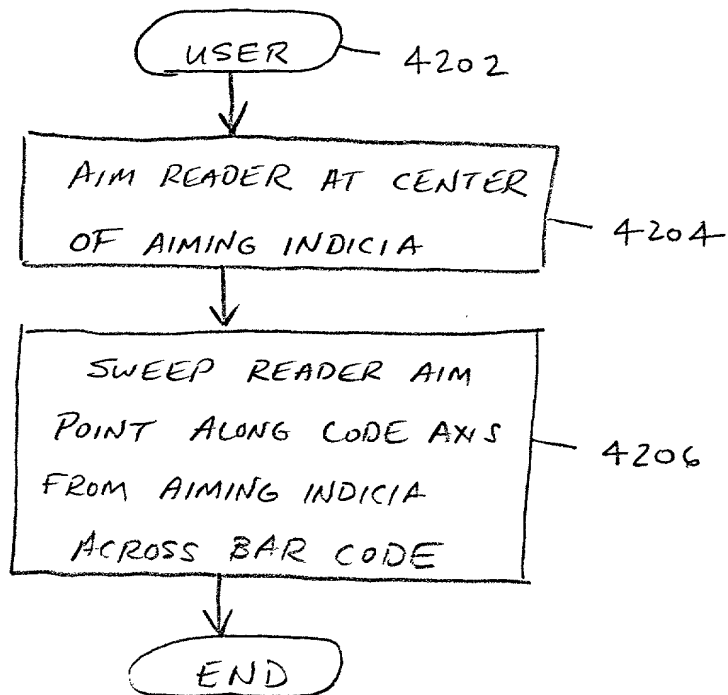 USER
4202
AIM READER AT CENTER
OF AIMING INDICIA
4204
SWEEP READER AIM
POINT ALONG CODE AXIS
FROM AIMING INDICIA
ACROSS BAR CODE
4206
END